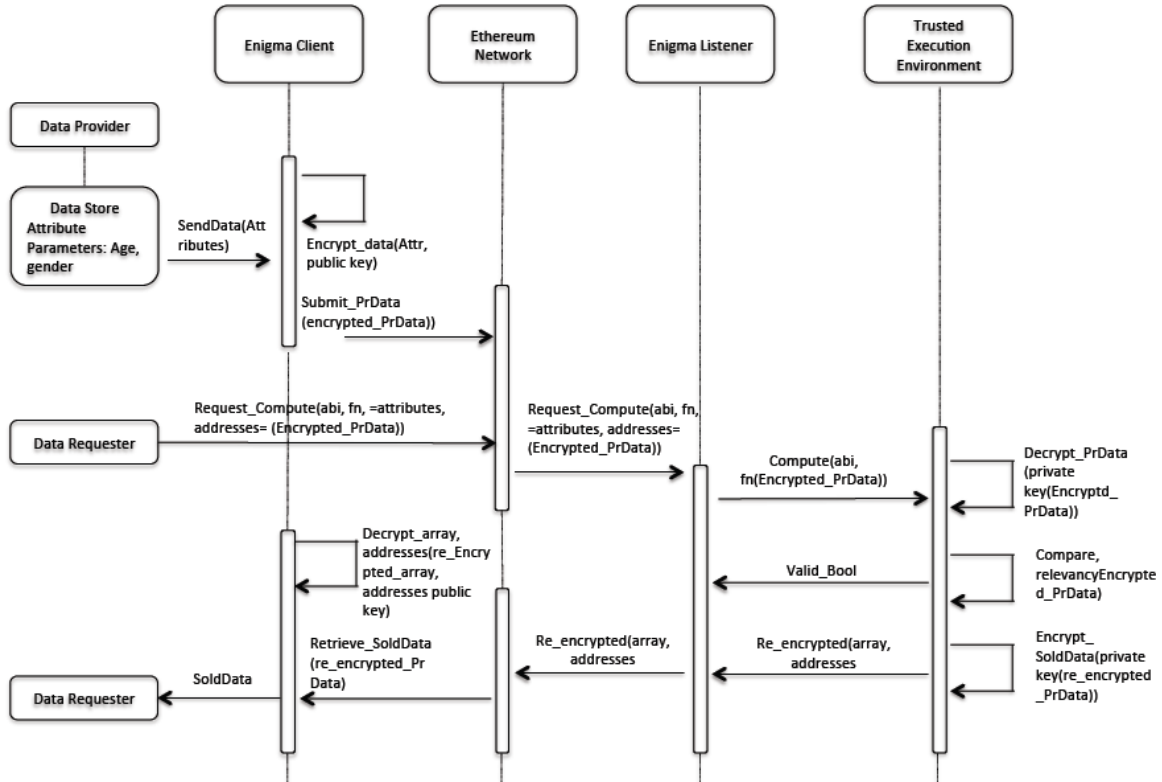 Enigma Client
Ethereum
Network
Enigma Listener
Trusted
Execution
Environment
Data Provider
Data Store
Attribute
Parameters: Age,
gender
SendData(Att
ributes)
Encrypt_data(Attr,
public key)
Submit_PrData
(encrypted_PrData))
Data Requester
Request_Compute(abi, fn, =attributes,
addresses= (Encrypted_PrData))
Request_Compute(abi, fn,
=attributes, addresses=
(Encrypted_PrData))
Compute(abi,
fn(Encrypted_PrData))
Decrypt_PrData
(private
key(Encryptd_
PrData))
Decrypt_array,
addresses(re_Encry
pted_array,
addresses public
key)
Valid_Bool
Compare,
relevancyEncrypte
d_PrData)
Retrieve_SoldData
(re_encrypted_Pr
Data)
Re_encrypted(array,
addresses
Re_encrypted(array,
addresses
Encrypt_
SoldData(private
key(re_encrypted
_PrData))
SoldData
Data Requester